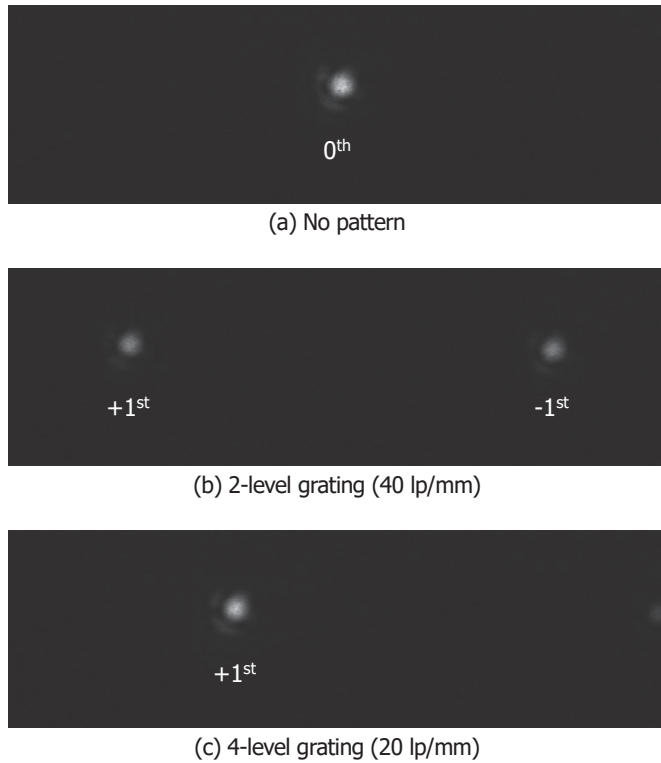 0th
(a) No pattern
+1st
-1st
(b) 2-level grating (40 lp/mm)
+1st
(c) 4-level grating (20 lp/mm)